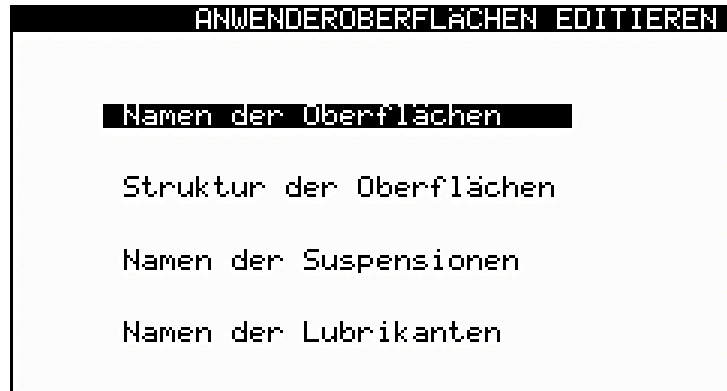 ANWENDEROBERFLÄCHEN EDITIEREN
Namen der Oberflächen
Struktur der Oberflächen
Namen der Suspensionen
Namen der Lubrikanten